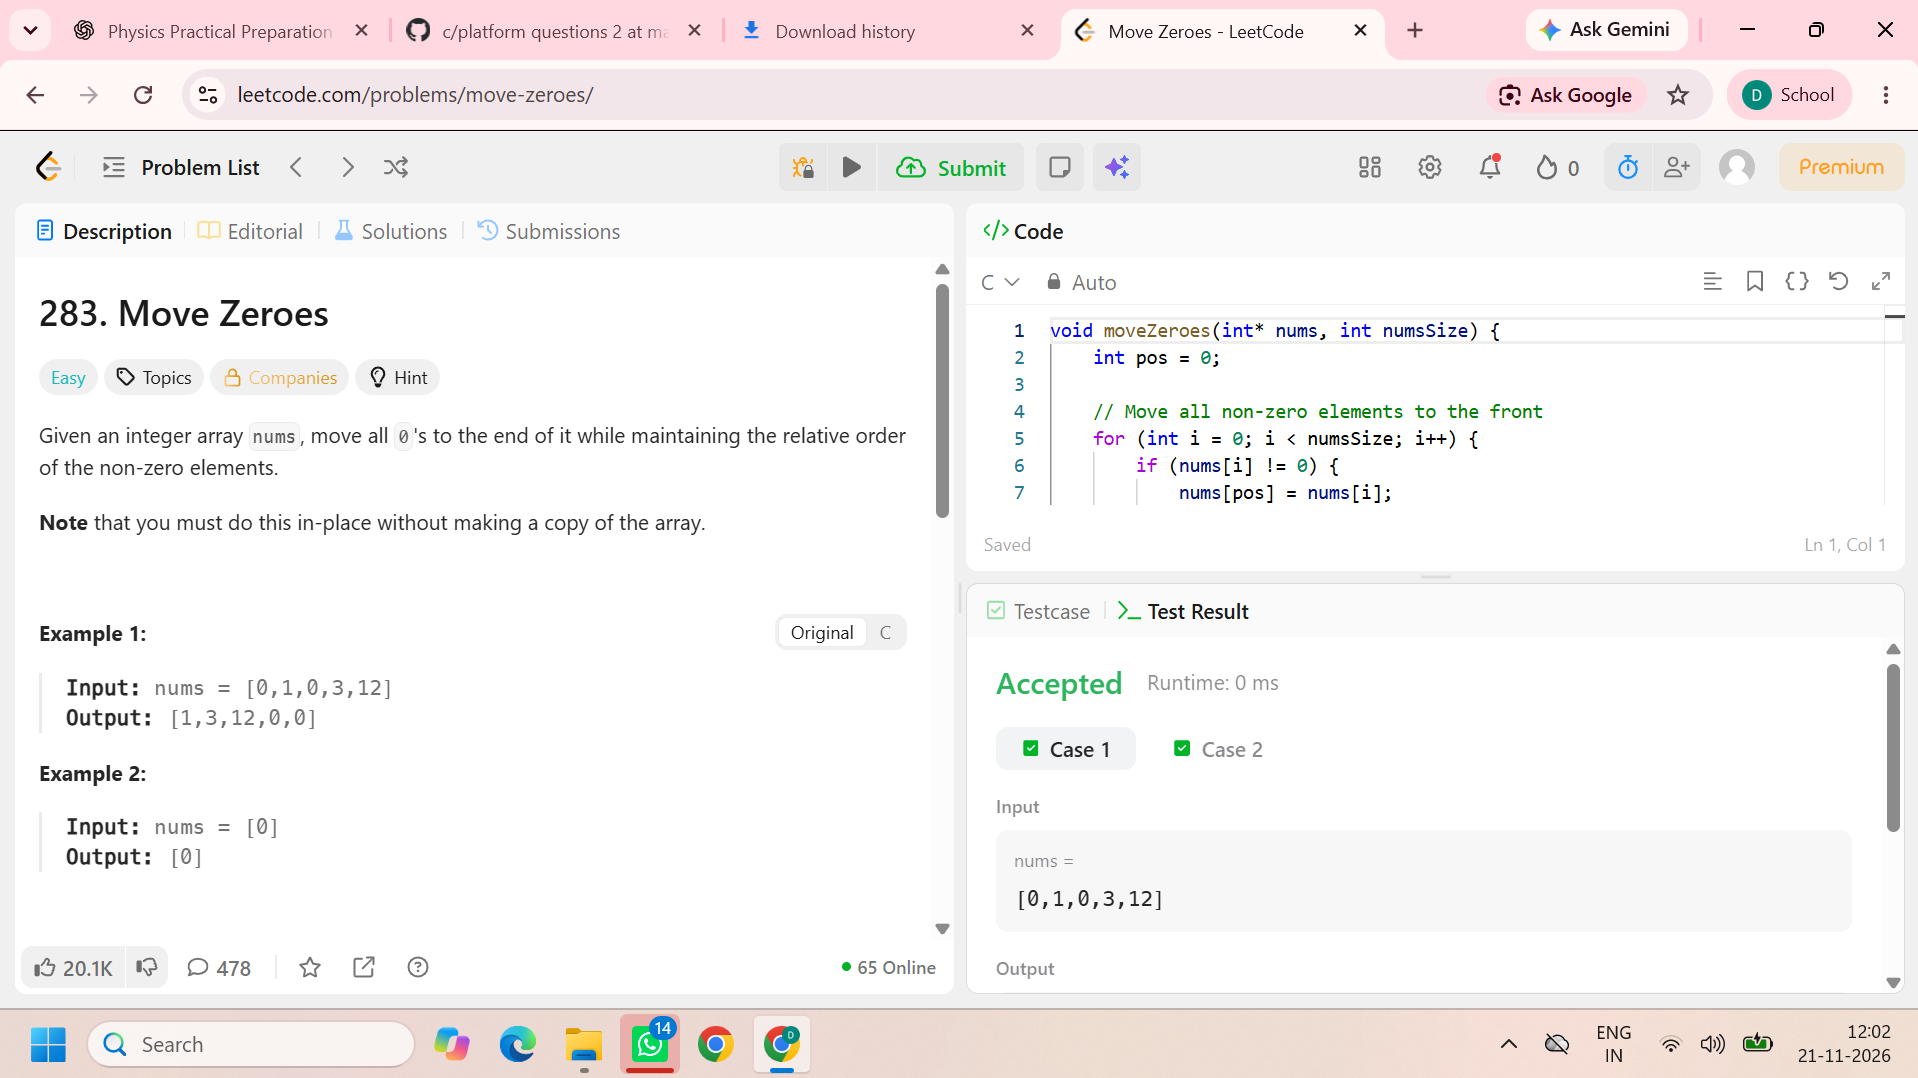 Physics Practical Preparation
c/platform questions 2 at ma
Download history
Move Zeroes - LeetCode
Ask Gemini
leetcode.com/problems/move-zeroes/
Ask Google
D School
Problem List
Submit
0
Premium
Description
Editorial
Solutions
Submissions
</> Code
C
Auto
283. Move Zeroes
Easy
Topics
Companies
Hint
Given an integer array nums, move all 0's to the end of it while maintaining the relative order
of the non-zero elements.
Note that you must do this in-place without making a copy of the array.
Example 1:
Original C
Input: nums = [0,1,0,3,12]
Output: [1,3,12,0,0]
Example 2:
Input: nums = [0]
Output: [0]
20.1K
478
65 Online
1 void moveZeroes(int* nums, int numsSize) {
2 int pos = 0;
3
4 // Move all non-zero elements to the front
5 for (int i = 0; i < numsSize; i++) {
6 if (nums[i] != 0) {
7 nums[pos] = nums[i];
Saved
Ln 1, Col 1
Testcase
Test Result
Accepted Runtime: 0 ms
Case 1
Case 2
Input
nums =
[0,1,0,3,12]
Output
Search
14
D
ENG
IN
12:02
21-11-2026